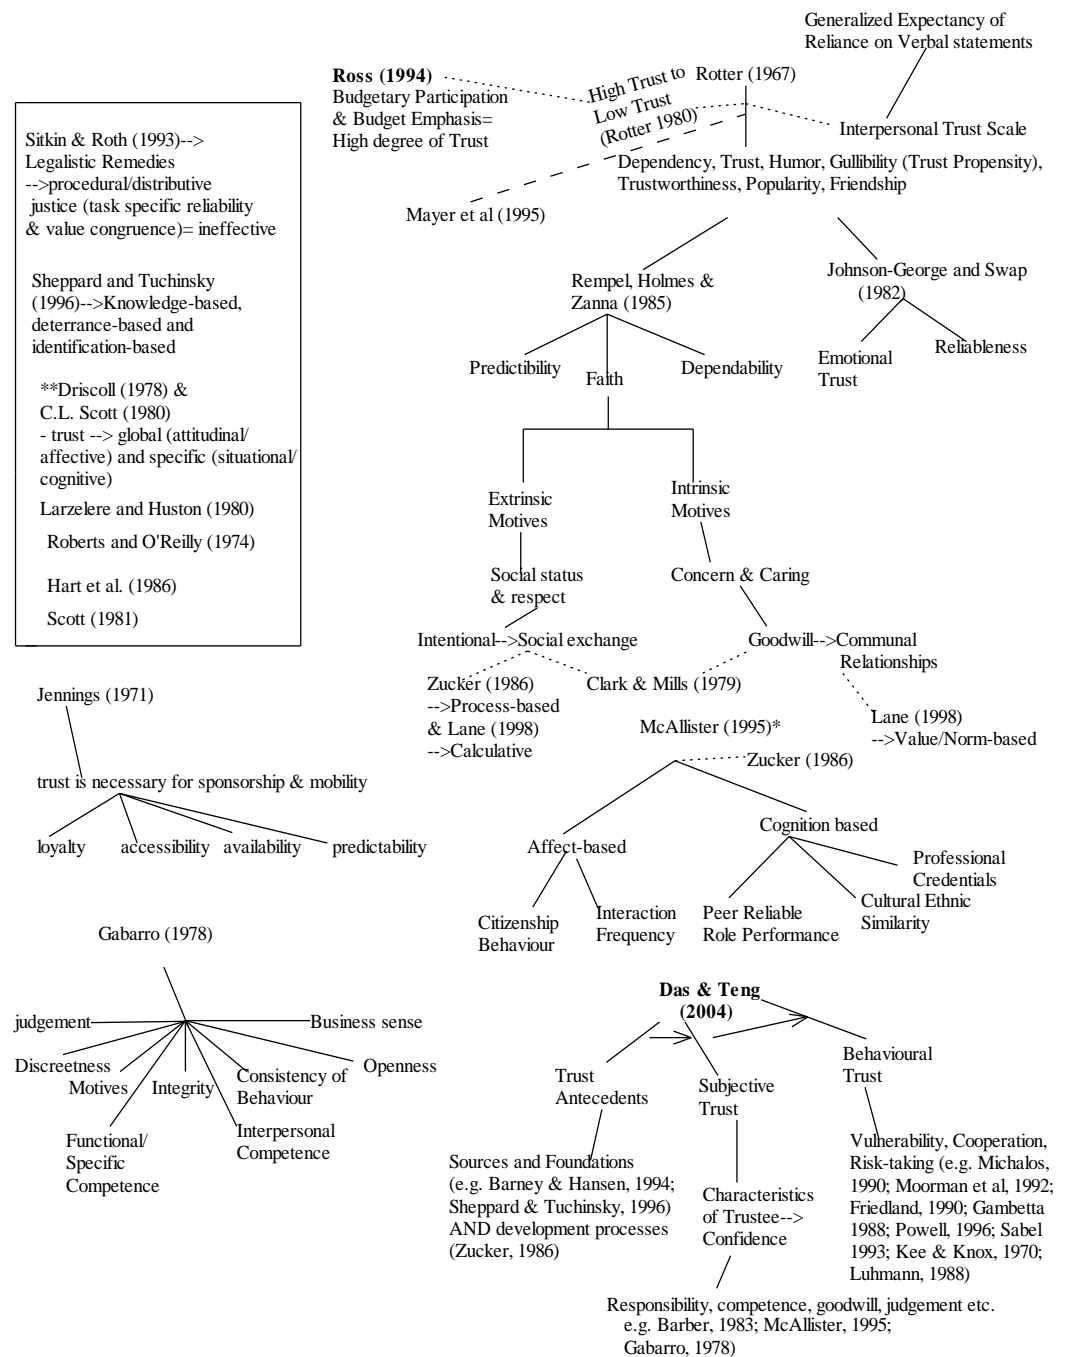 Generalized Expectancy of
Reliance on Verbal statements
Ross (1994)
Budgetary Participation
& Budget Emphasis=
High degree of Trust
High Trust to
Low Trust
(Rotter 1980)
Rotter (1967)
Interpersonal Trust Scale
Dependency, Trust, Humor, Gullibility (Trust Propensity),
Trustworthiness, Popularity, Friendship
Mayer et al (1995)
Sitkin & Roth (1993)-->
Legalistic Remedies
-->procedural/distributive
justice (task specific reliability
& value congruence)= ineffective
Sheppard and Tuchinsky
(1996)-->Knowledge-based,
deterrance-based and
identification-based
**Driscoll (1978) &
C.L. Scott (1980)
- trust --> global (attitudinal/
affective) and specific (situational/
cognitive)
Larzelere and Huston (1980)
Roberts and O'Reilly (1974)
Hart et al. (1986)
Scott (1981)
Rempel, Holmes &
Zanna (1985)
Johnson-George and Swap
(1982)
Predictibility
Faith
Dependability
Emotional
Trust
Reliableness
Extrinsic
Motives
Intrinsic
Motives
Social status
& respect
Concern & Caring
Intentional-->Social exchange
Goodwill-->Communal
Relationships
Zucker (1986)
-->Process-based
& Lane (1998)
-->Calculative
Clark & Mills (1979)
Lane (1998)
-->Value/Norm-based
McAllister (1995)*
Zucker (1986)
Affect-based
Cognition based
Citizenship
Behaviour
Interaction
Frequency
Peer Reliable
Role Performance
Cultural Ethnic
Similarity
Professional
Credentials
Jennings (1971)
trust is necessary for sponsorship & mobility
loyalty
accessibility
availability
predictability
Gabarro (1978)
judgement
Business sense
Discreetness
Motives
Integrity
Consistency of
Behaviour
Openness
Functional/
Specific
Competence
Interpersonal
Competence
Das & Teng
(2004)
Trust
Antecedents
Subjective
Trust
Behavioural
Trust
Sources and Foundations
(e.g. Barney & Hansen, 1994;
Sheppard & Tuchinsky, 1996)
AND development processes
(Zucker, 1986)
Characteristics
of Trustee-->
Confidence
Vulnerability, Cooperation,
Risk-taking (e.g. Michalos,
1990; Moorman et al, 1992;
Friedland, 1990; Gambetta
1988; Powell, 1996; Sabel
1993; Kee & Knox, 1970;
Luhmann, 1988)
Responsibility, competence, goodwill, judgement etc.
e.g. Barber, 1983; McAllister, 1995;
Gabarro, 1978)